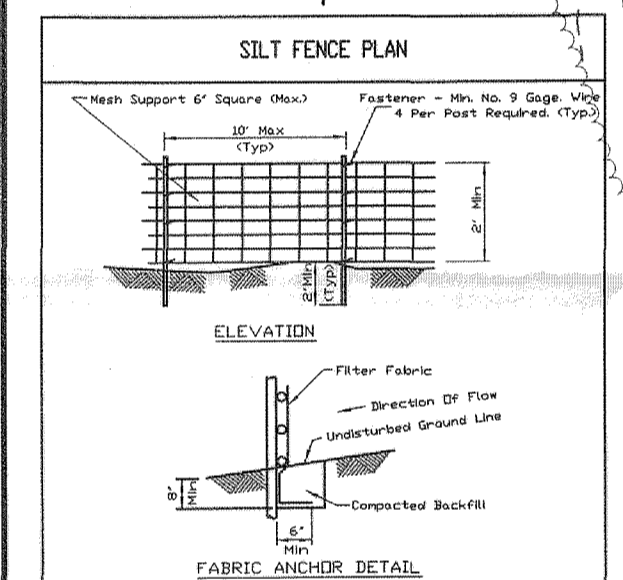 SILT FENCE PLAN
Mesh Support 6" Square (Max.)
Fastener - Min. No. 9 Gage. Wire
4 Per Post Required. (Typ.)
10' Max
(Typ)
2' Min
2'Min
(Typ)
ELEVATION
Filter Fabric
Direction Of Flow
Undisturbed Ground Line
8"
Min
Compacted Backfill
6"
Min
FABRIC ANCHOR DETAIL